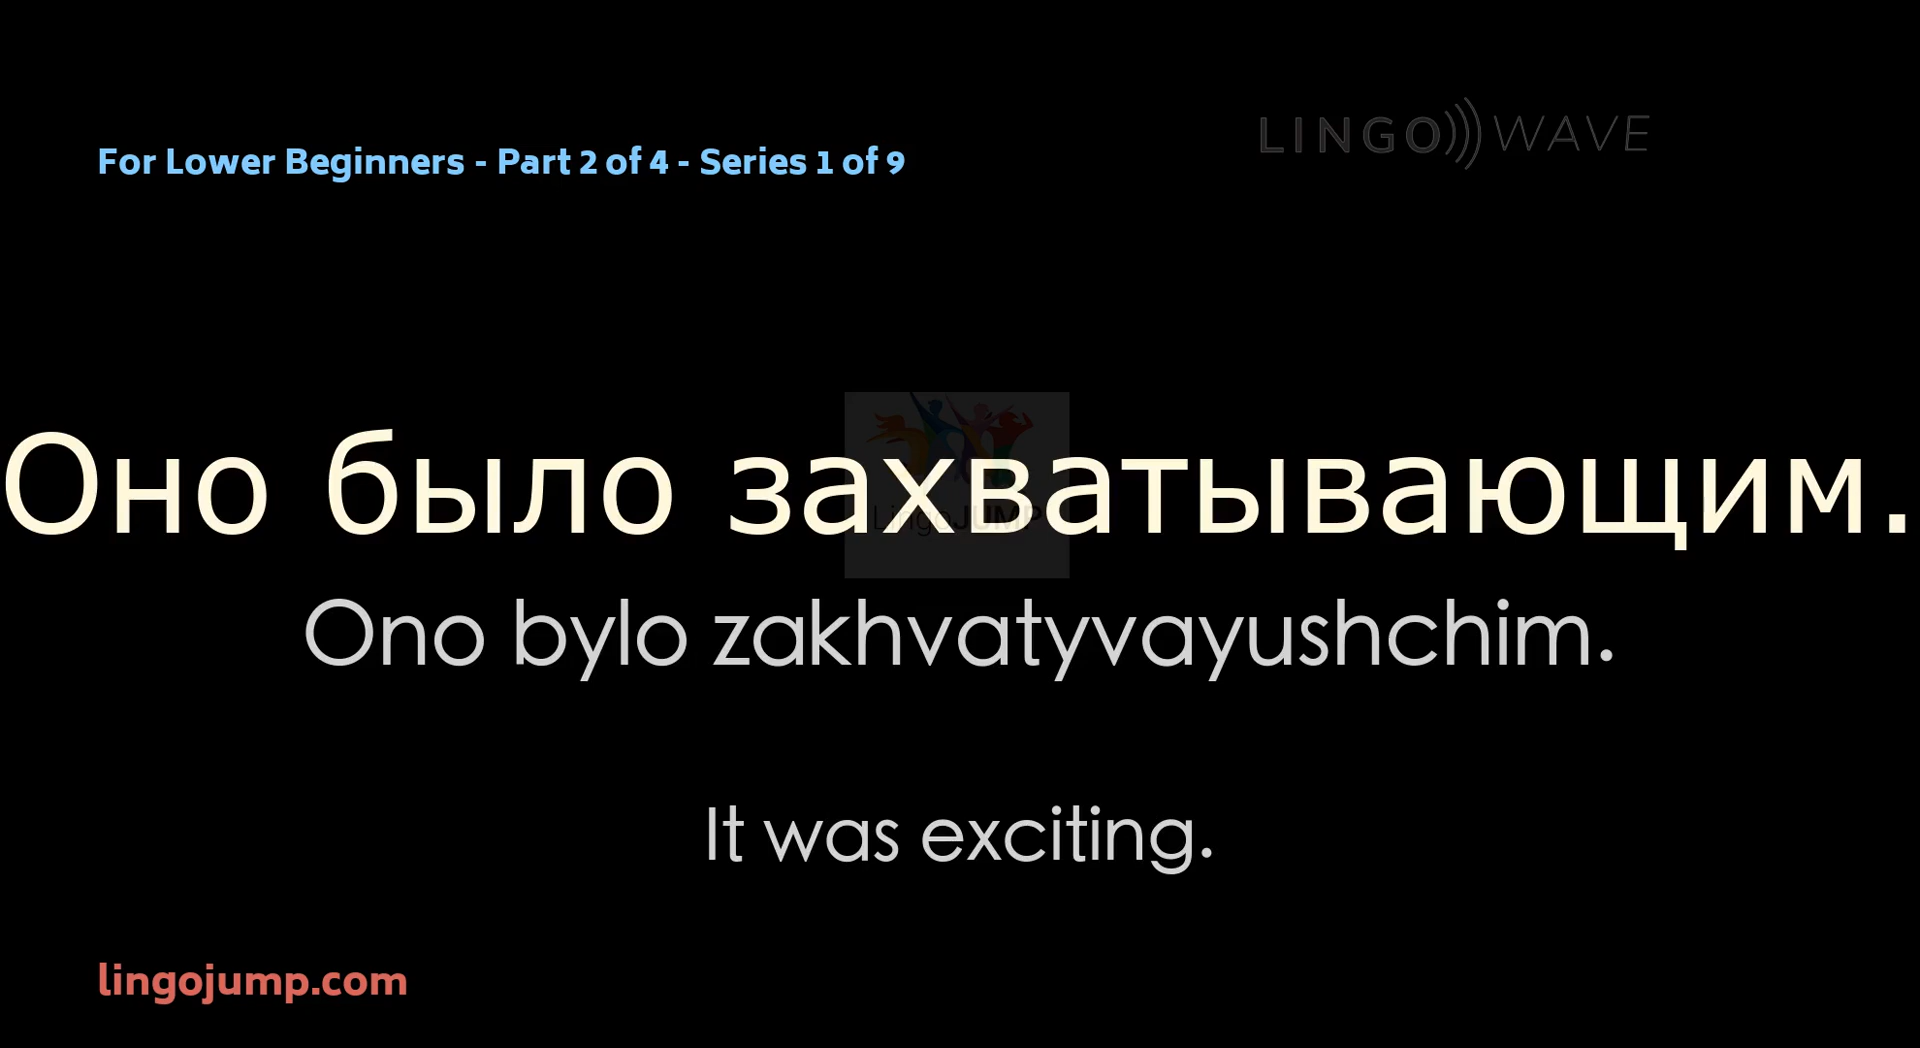 LINGO WAVE
For Lower Beginners - Part 2 of 4 - Series 1 of 9
Оно было захватывающим.
LingoJUMP
Ono bylo zakhvatyvayushchim.
It was exciting.
lingojump.com